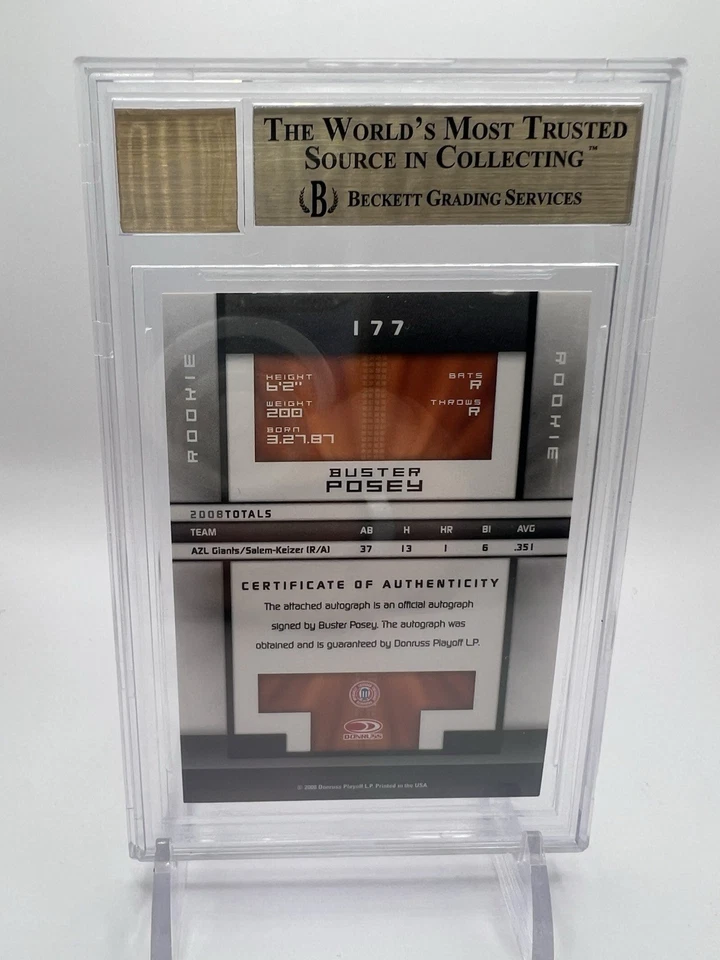 THE WORLD'S MOST TRUSTED
SOURCE IN COLLECTING™
B BECKETT GRADING SERVICES
177
ROOKIE
ROOKIE
HEIGHT
6'2"
BATS
R
WEIGHT
200
THROWS
R
BORN
3.27.87
BUSTER
POSEY
2008TOTALS
TEAM AB H HR BI AVG
AZL Giants/Salem-Keizer (R/A) 37 13 1 6 .351
CERTIFICATE OF AUTHENTICITY
The attached autograph is an official autograph
signed by Buster Posey. The autograph was
obtained and is guaranteed by Donruss Playoff L.P.
DONRUSS
© 2008 Donruss Playoff L.P. Printed in the USA